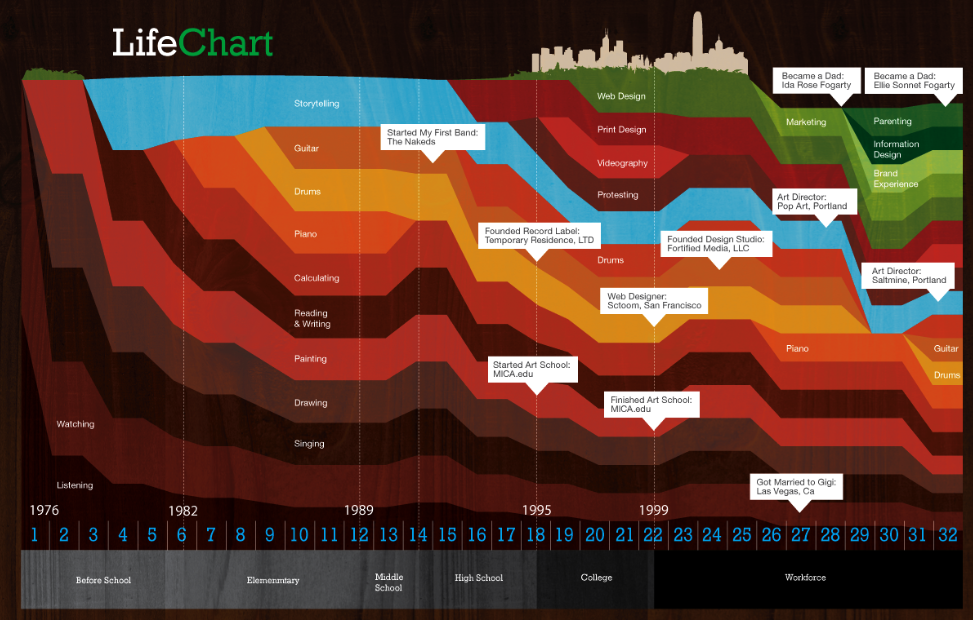 LifeChart
Became a Dad:
Ida Rose Fogarty
Became a Dad:
Ellie Sonnet Fogarty
Web Design
Storytelling
Marketing
Parenting
Print Design
Started My First Band:
The Nakeds
Guitar
Information
Design
Videography
Brand
Experience
Drums
Protesting
Art Director:
Pop Art, Portland
Piano
Founded Record Label:
Temporary Residence, LTD
Founded Design Studio:
Fortified Media, LLC
Drums
Calculating
Art Director:
Saltmine, Portland
Web Designer:
Sctoom, San Francisco
Reading
& Writing
Piano
Guitar
Painting
Started Art School:
MICA.edu
Drums
Drawing
Finished Art School:
MICA.edu
Watching
Singing
Listening
Got Married to Gigi:
Las Vegas, Ca
1976 1982 1989 1995 1999
1 2 3 4 5 6 7 8 9 10 11 12 13 14 15 16 17 18 19 20 21 22 23 24 25 26 27 28 29 30 31 32
Before School
Elemenmtary
Middle
School
High School
College
Workforce